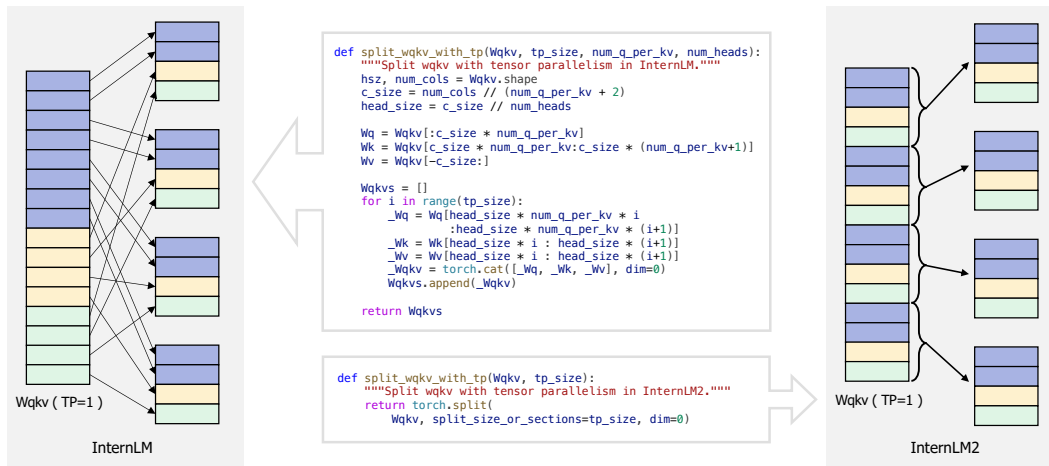 def split_wqkv_with_tp(Wqkv, tp_size, num_q_per_kv, num_heads):
    """Split wqkv with tensor parallelism in InternLM."""
    hsz, num_cols = Wqkv.shape
    c_size = num_cols // (num_q_per_kv + 2)
    head_size = c_size // num_heads

    Wq = Wqkv[:c_size * num_q_per_kv]
    Wk = Wqkv[c_size * num_q_per_kv:c_size * (num_q_per_kv+1)]
    Wv = Wqkv[-c_size:]

    Wqkvs = []
    for i in range(tp_size):
        _Wq = Wq[head_size * num_q_per_kv * i
                 :head_size * num_q_per_kv * (i+1)]
        _Wk = Wk[head_size * i : head_size * (i+1)]
        _Wv = Wv[head_size * i : head_size * (i+1)]
        _Wqkv = torch.cat([_Wq, _Wk, _Wv], dim=0)
        Wqkvs.append(_Wqkv)

    return Wqkvs
def split_wqkv_with_tp(Wqkv, tp_size):
    """Split wqkv with tensor parallelism in InternLM2."""
    return torch.split(
        Wqkv, split_size_or_sections=tp_size, dim=0)
Wqkv ( TP=1 )
InternLM
Wqkv ( TP=1 )
InternLM2